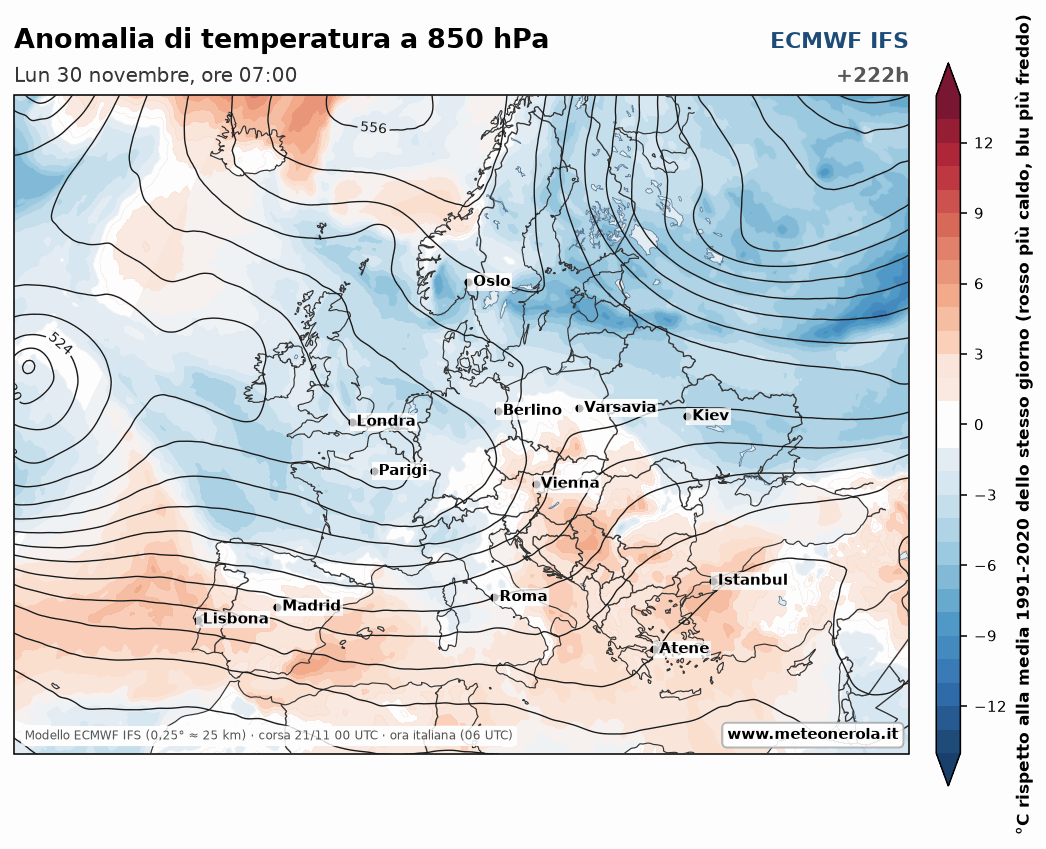 Anomalia di temperatura a 850 hPa
ECMWF IFS
Lun 30 novembre, ore 07:00
+222h
556
524
Oslo
Berlino
Varsavia
Kiev
Londra
Parigi
Vienna
Istanbul
Madrid
Roma
Lisbona
Atene
Modello ECMWF IFS (0,25° ≈ 25 km) · corsa 21/11 00 UTC · ora italiana (06 UTC)
www.meteonerola.it
12
9
6
3
0
−3
−6
−9
−12
°C rispetto alla media 1991-2020 dello stesso giorno (rosso più caldo, blu più freddo)